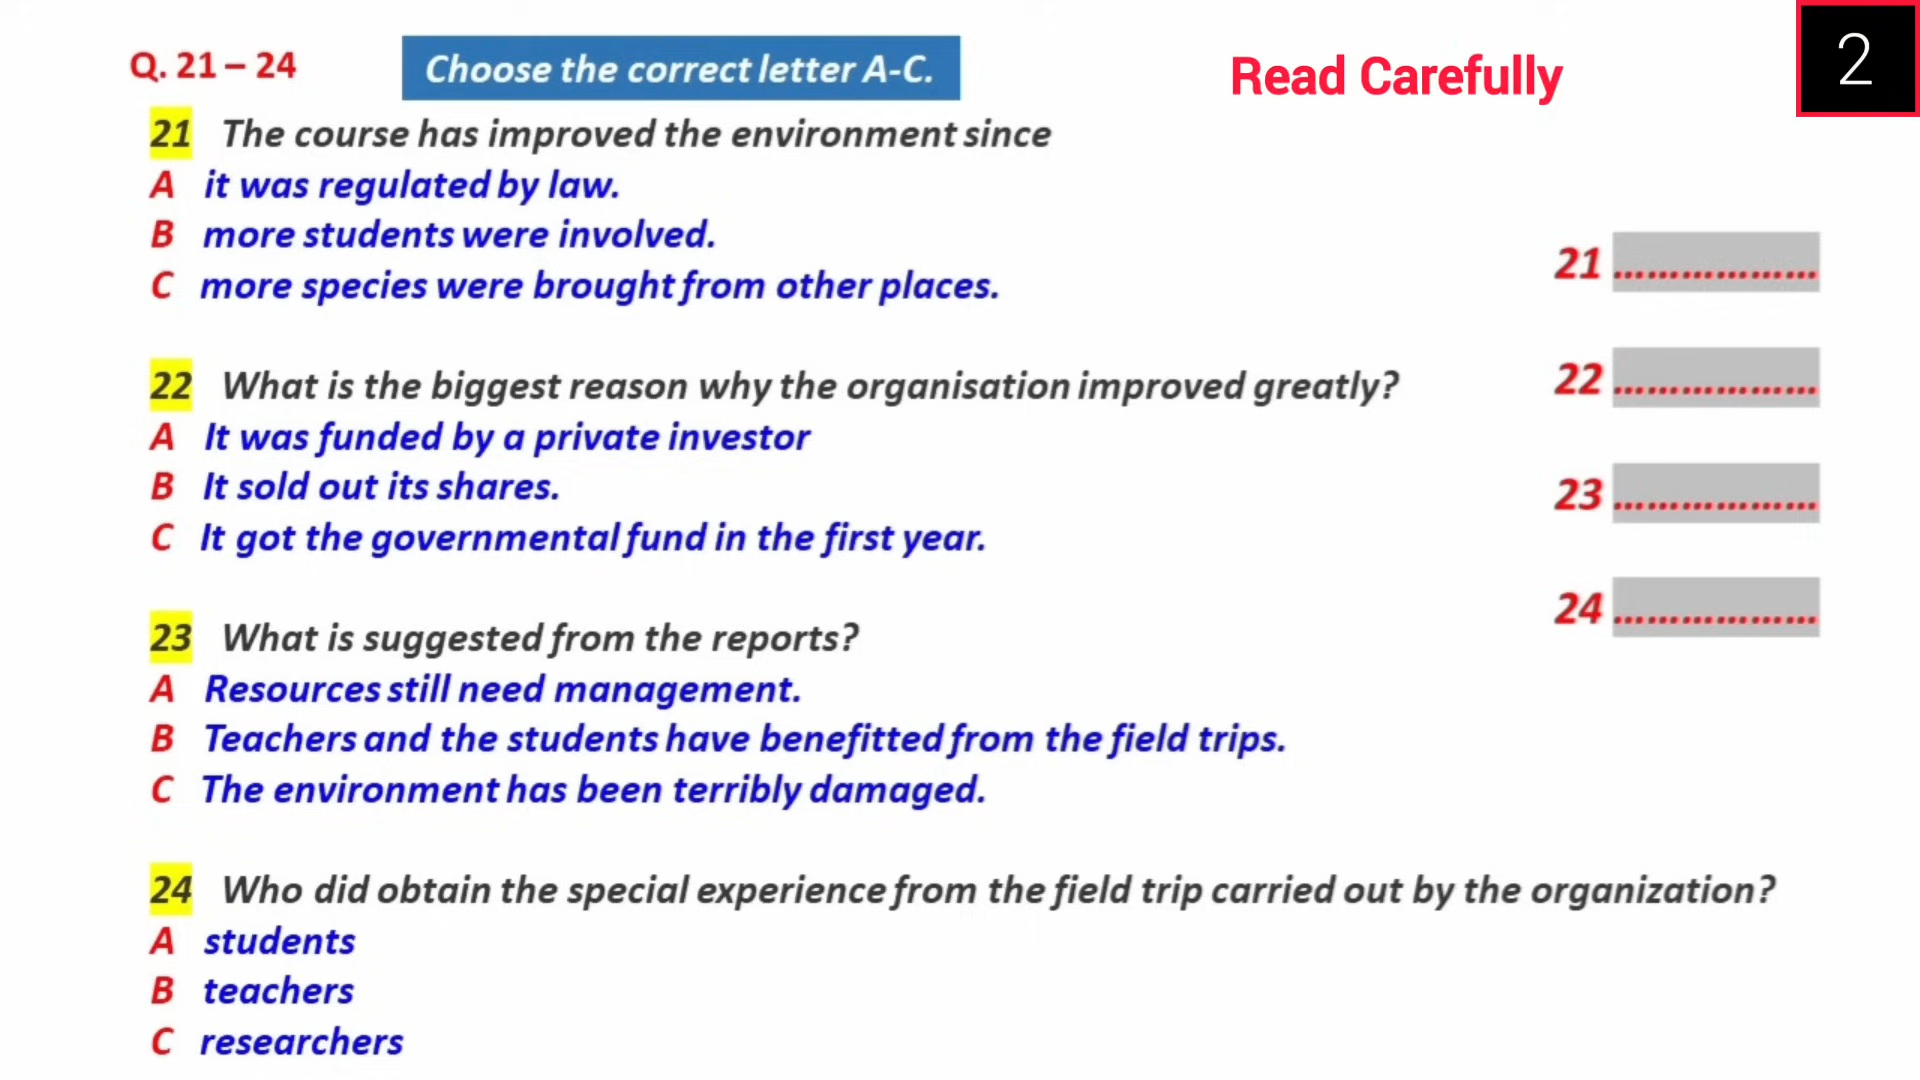 Q. 21 – 24
Choose the correct letter A-C.
Read Carefully
2
21 The course has improved the environment since
A it was regulated by law.
B more students were involved.
C more species were brought from other places.
22 What is the biggest reason why the organisation improved greatly?
A It was funded by a private investor
B It sold out its shares.
C It got the governmental fund in the first year.
23 What is suggested from the reports?
A Resources still need management.
B Teachers and the students have benefitted from the field trips.
C The environment has been terribly damaged.
24 Who did obtain the special experience from the field trip carried out by the organization?
A students
B teachers
C researchers
21 ..................
22 ..................
23 ..................
24 ..................